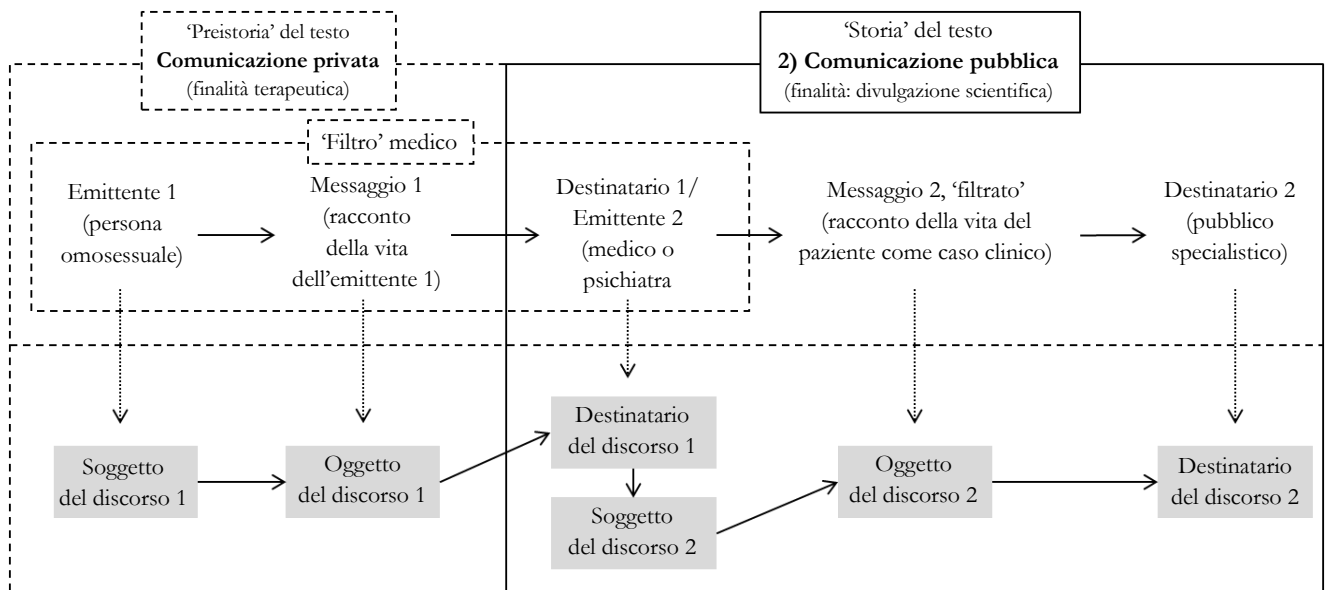 ‘Preistoria’ del testo
Comunicazione privata
(finalità terapeutica)
‘Storia’ del testo
2) Comunicazione pubblica
(finalità: divulgazione scientifica)
‘Filtro’ medico
Emittente 1
(persona
omosessuale)
Messaggio 1
(racconto
della vita
dell’emittente 1)
Destinatario 1/
Emittente 2
(medico o
psichiatra
Messaggio 2, ‘filtrato’
(racconto della vita del
paziente come caso clinico)
Destinatario 2
(pubblico
specialistico)
Soggetto
del discorso 1
Oggetto
del discorso 1
Destinatario
del discorso 1
Soggetto
del discorso 2
Oggetto
del discorso 2
Destinatario
del discorso 2